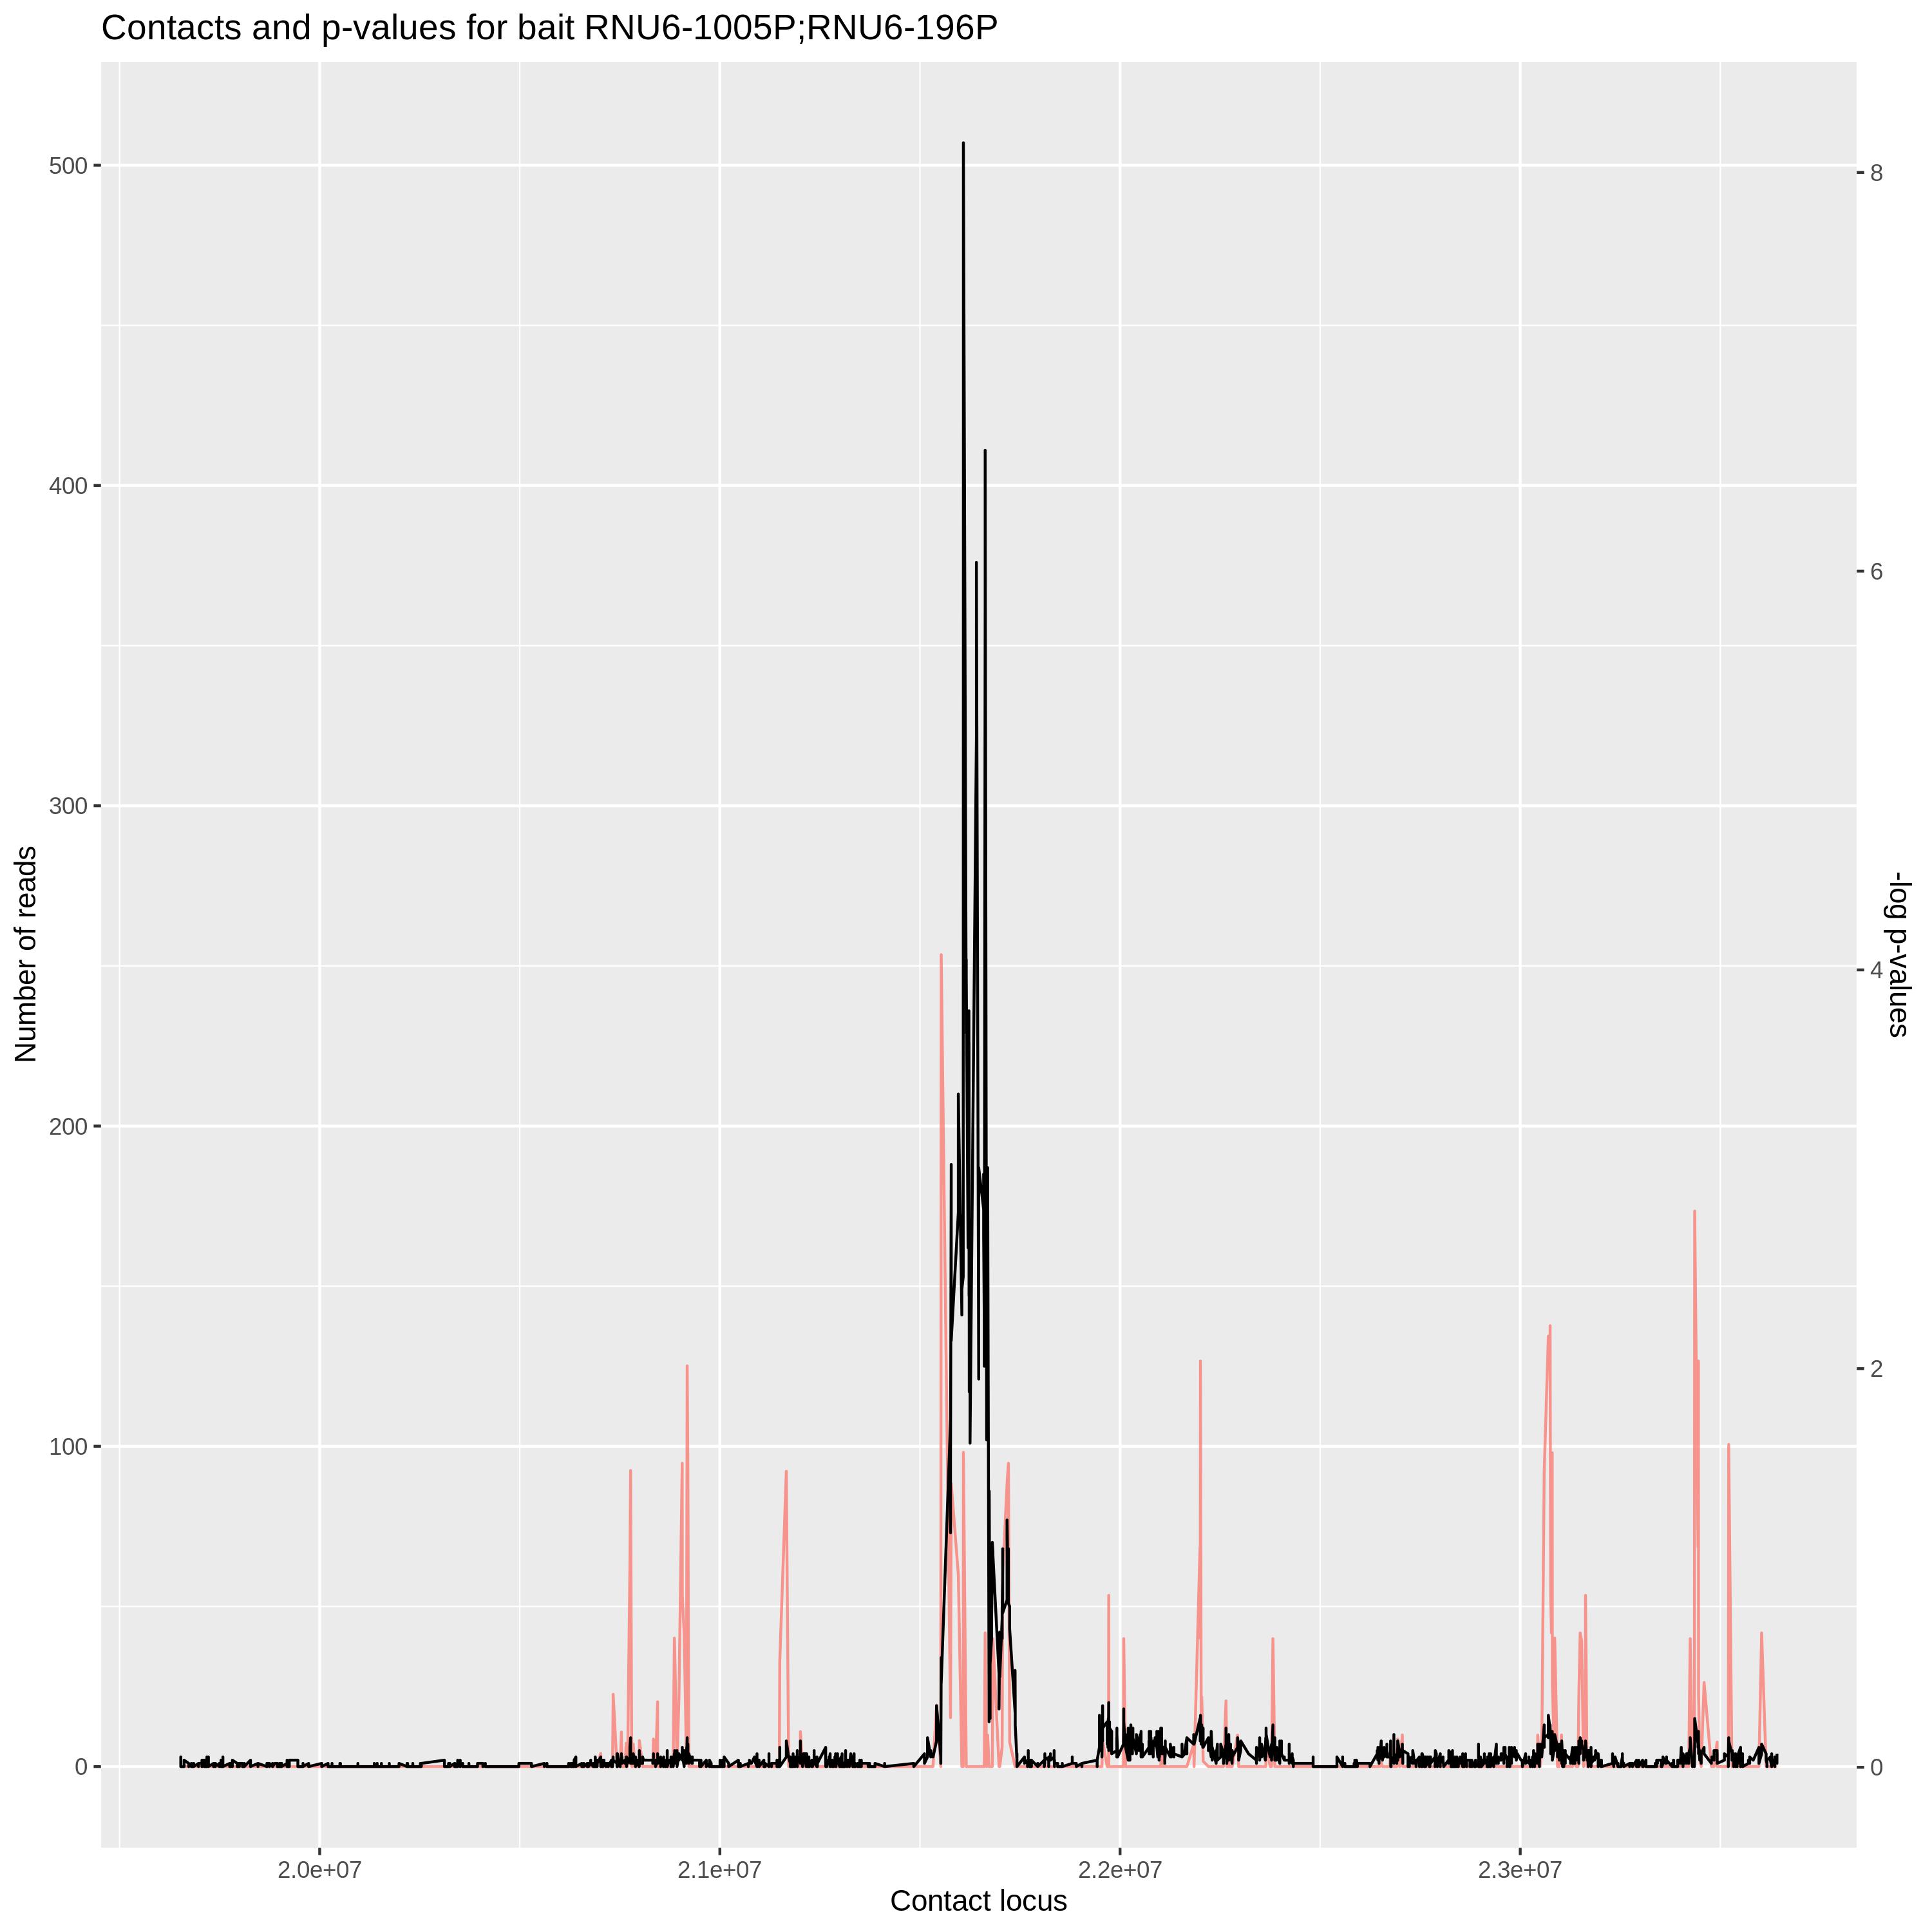 Contacts and p-values for bait RNU6-1005P;RNU6-196P
500
400
300
200
100
0
Number of reads
8
6
4
2
0
-log p-values
2.0e+07
2.1e+07
2.2e+07
2.3e+07
Contact locus